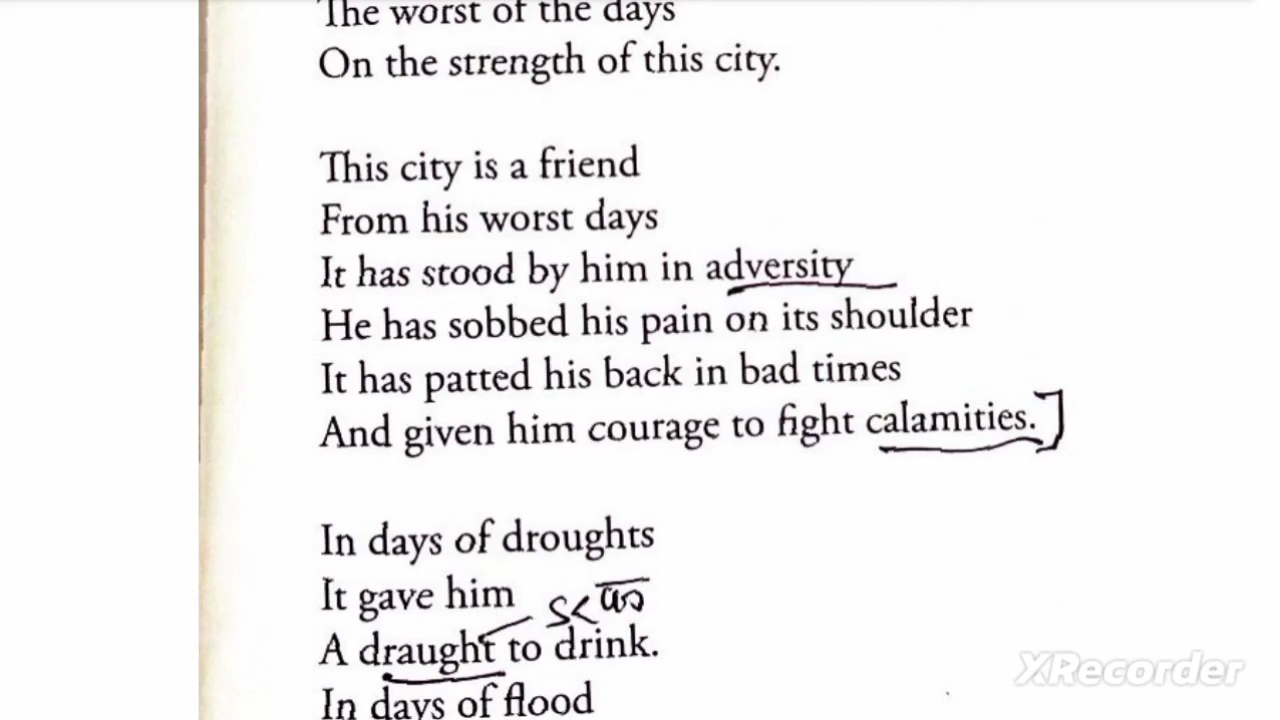 The worst of the days
On the strength of this city.
This city is a friend
From his worst days
It has stood by him in adversity
He has sobbed his pain on its shoulder
It has patted his back in bad times
And given him courage to fight calamities.]
In days of droughts
It gave him
A draught to drink.
In days of flood
XRecorder